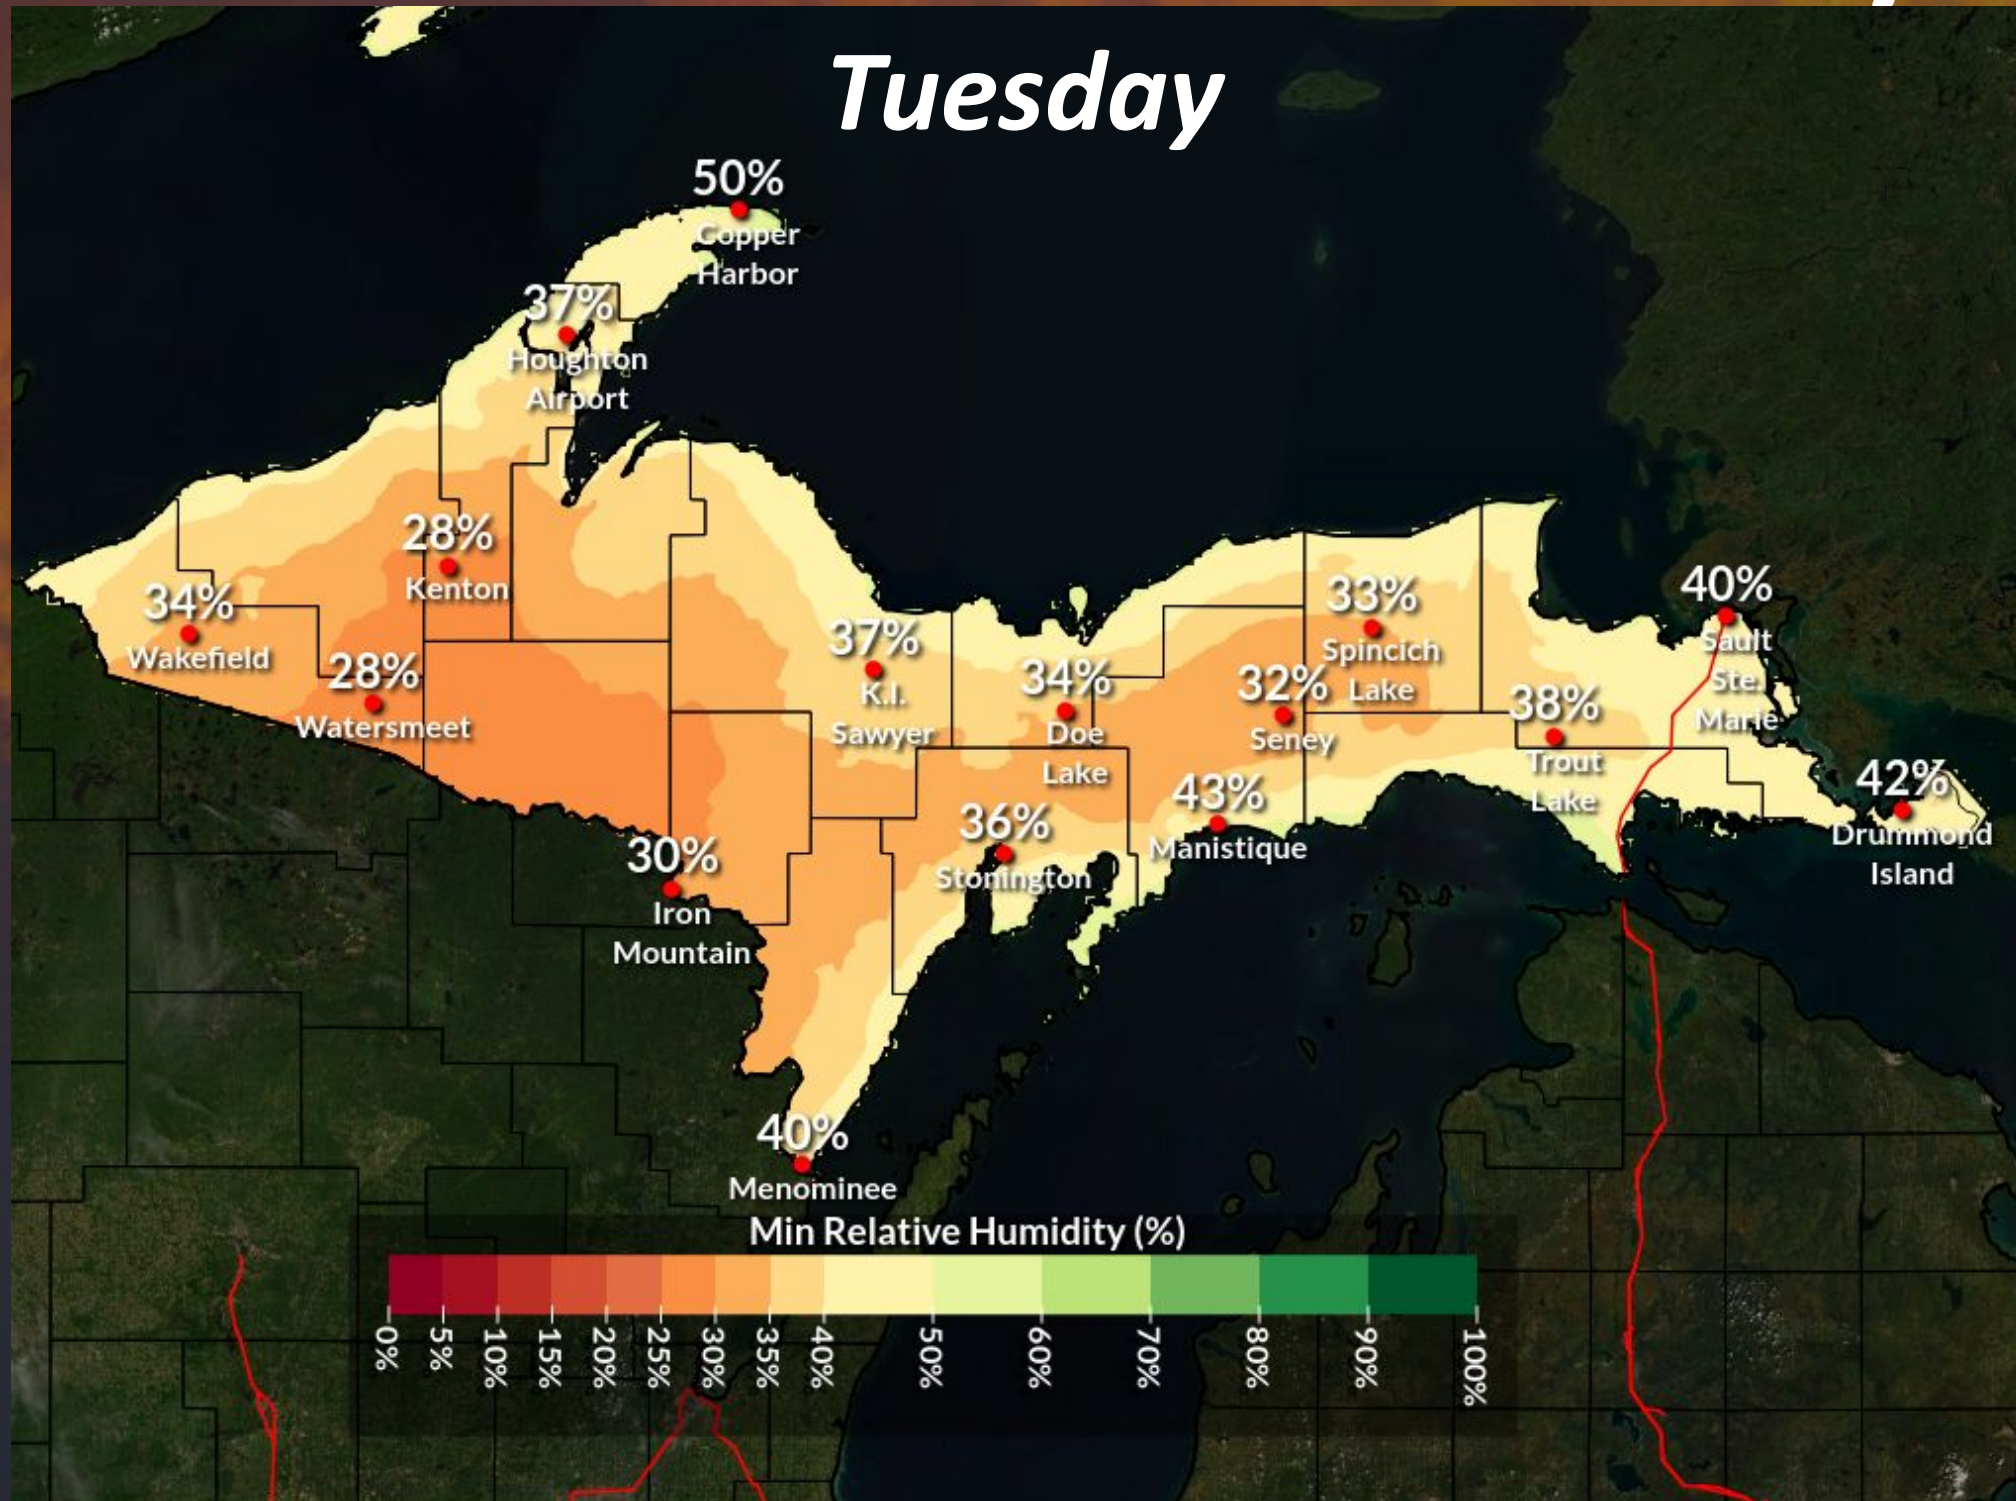 Tuesday
50%
Copper
Harbor
37%
Houghton
Airport
28%
Kenton
34%
Wakefield
28%
Watersmeet
37%
K.I.
Sawyer
34%
Doe
Lake
32%
Seney
33%
Spincich
Lake
38%
Trout
Lake
40%
Sault
Ste.
Marie
42%
Drummond
Island
43%
Manistique
36%
Stonington
30%
Iron
Mountain
40%
Menominee
Min Relative Humidity (%)
0% 5% 10% 15% 20% 25% 30% 35% 40% 50% 60% 70% 80% 90% 100%